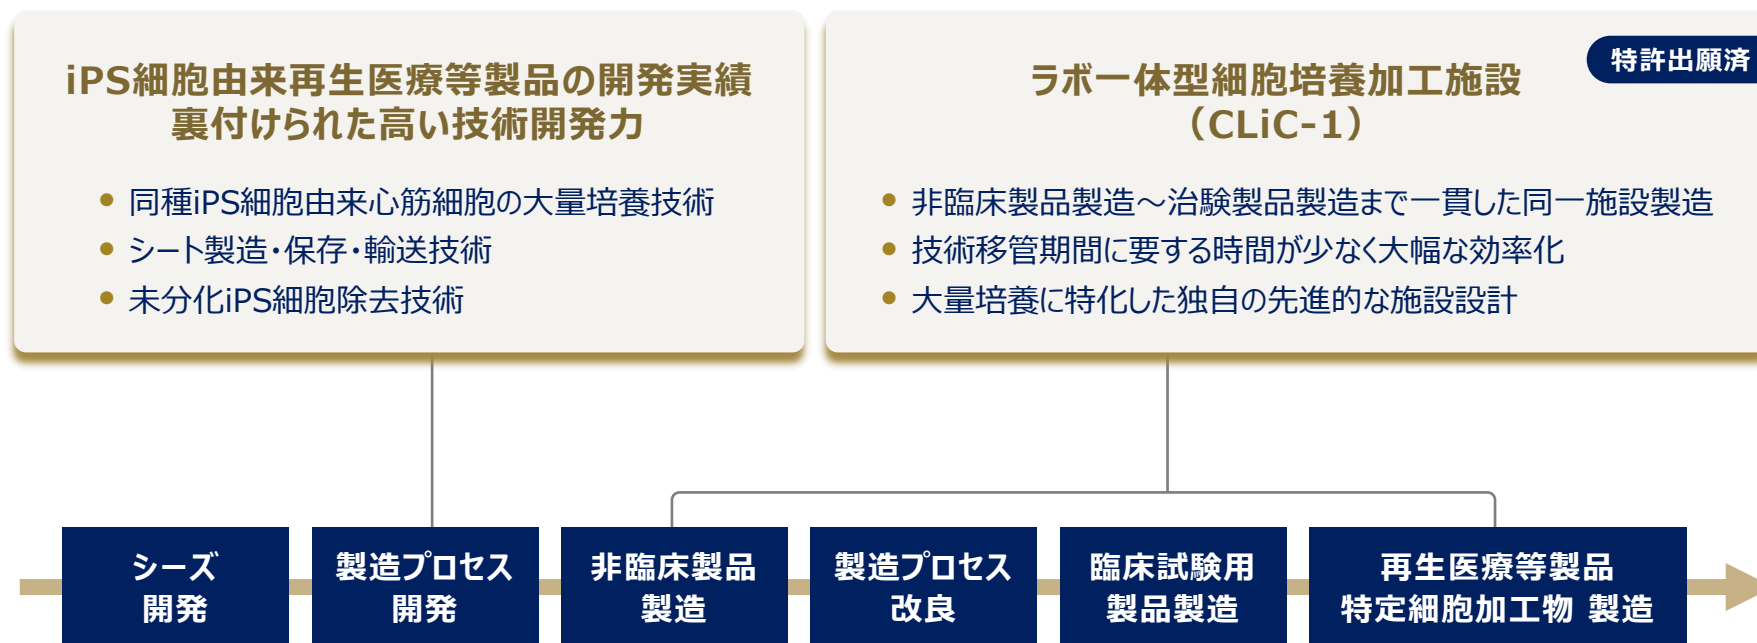 iPS細胞由来再生医療等製品の開発実績
裏付けられた高い技術開発力
• 同種iPS細胞由来心筋細胞の大量培養技術
• シート製造・保存・輸送技術
• 未分化iPS細胞除去技術
特許出願済
ラボ一体型細胞培養加工施設
（CLiC-1）
• 非臨床製品製造～治験製品製造まで一貫した同一施設製造
• 技術移管期間に要する時間が少なく大幅な効率化
• 大量培養に特化した独自の先進的な施設設計
シーズ
開発
製造プロセス
開発
非臨床製品
製造
製造プロセス
改良
臨床試験用
製品製造
再生医療等製品
特定細胞加工物 製造